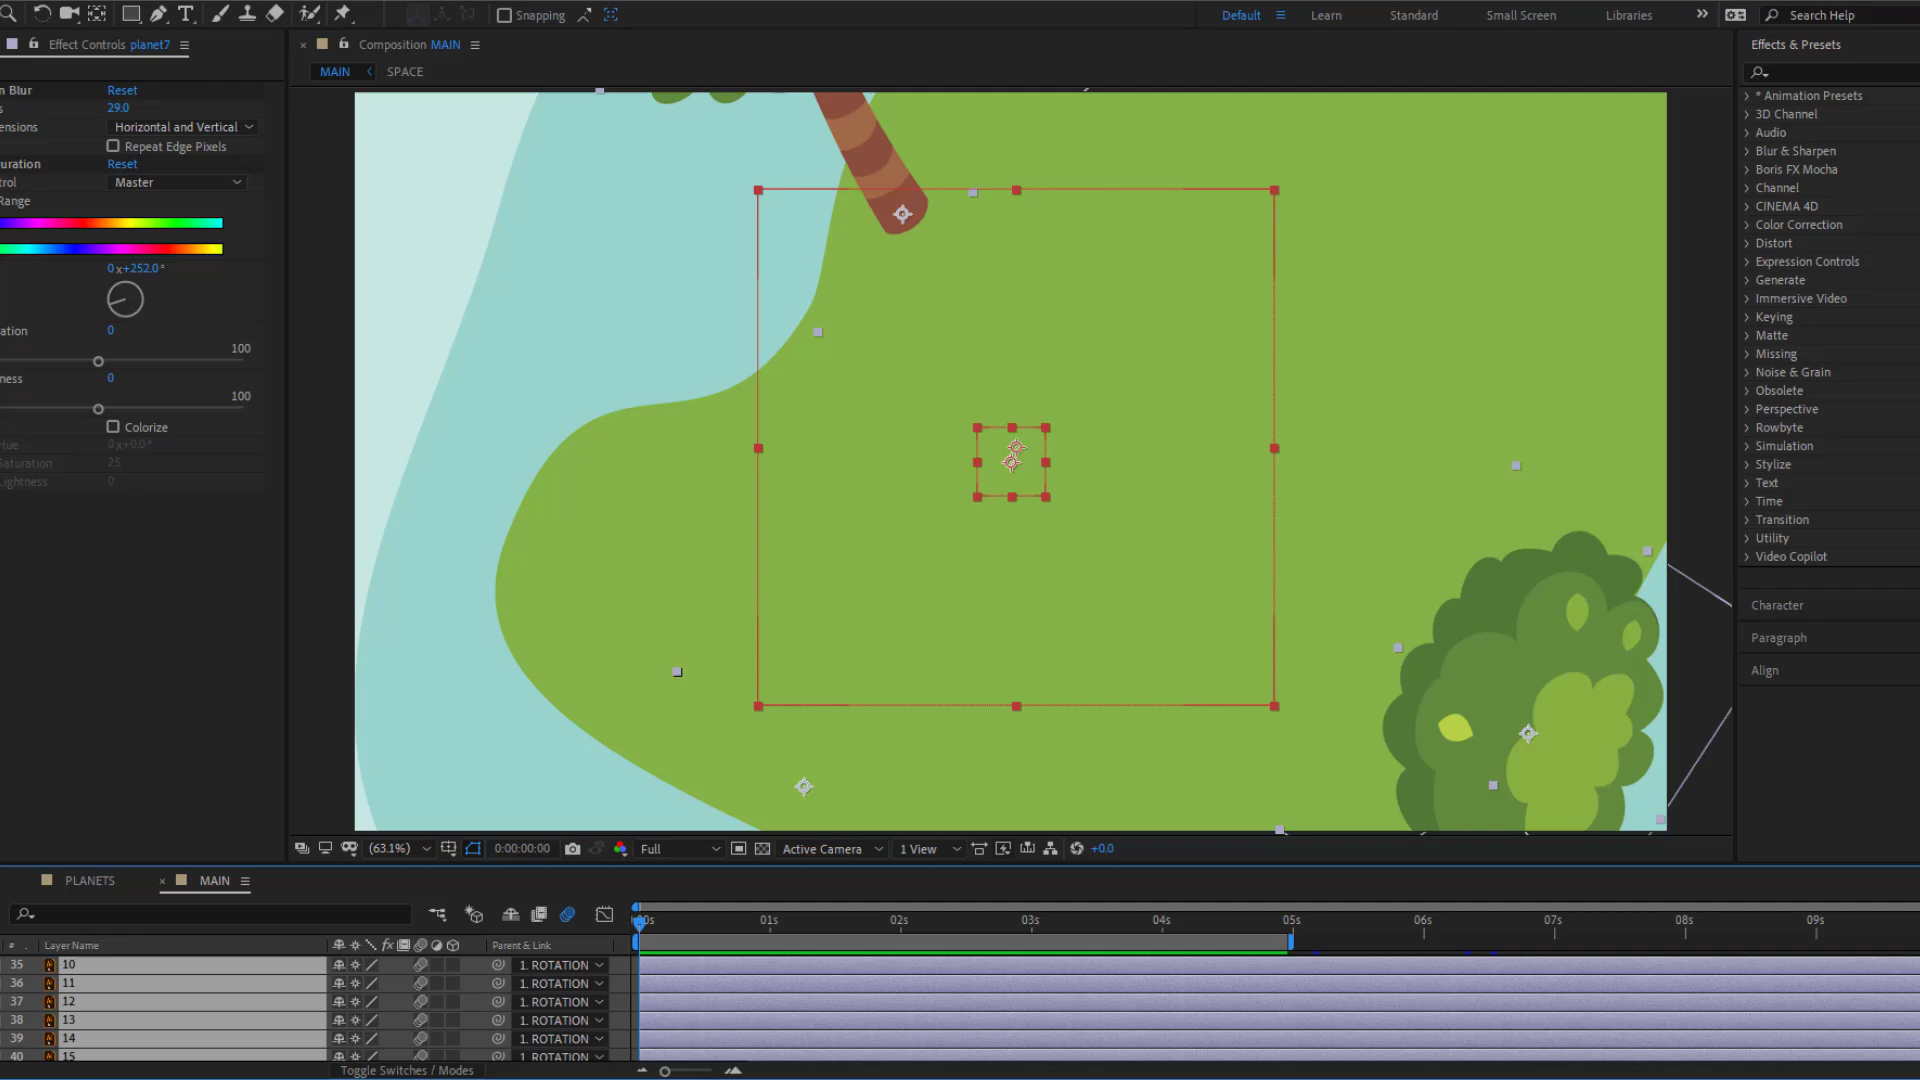 Snapping
Default
Learn
Standard
Small Screen
Libraries
Search Help
Effect Controls planet7
Composition MAIN
Effects & Presets
MAIN
SPACE
n Blur
Reset
s
29.0
ensions
Horizontal and Vertical
Repeat Edge Pixels
uration
Reset
rol
Master
Range
0 x+252.0 °
ation
0
100
ness
0
100
Colorize
Hue
0 x+0.0 °
Saturation
25
Lightness
0
* Animation Presets
3D Channel
Audio
Blur & Sharpen
Boris FX Mocha
Channel
CINEMA 4D
Color Correction
Distort
Expression Controls
Generate
Immersive Video
Keying
Matte
Missing
Noise & Grain
Obsolete
Perspective
Rowbyte
Simulation
Stylize
Text
Time
Transition
Utility
Video Copilot
Character
Paragraph
Align
(63.1%)
0:00:00:00
Full
Active Camera
1 View
+0.0
PLANETS
MAIN
00s
01s
02s
03s
04s
05s
06s
07s
08s
09s
#
Layer Name
fx
Parent & Link
35
10
1. ROTATION
36
11
1. ROTATION
37
12
1. ROTATION
38
13
1. ROTATION
39
14
1. ROTATION
40
15
1. ROTATION
Toggle Switches / Modes